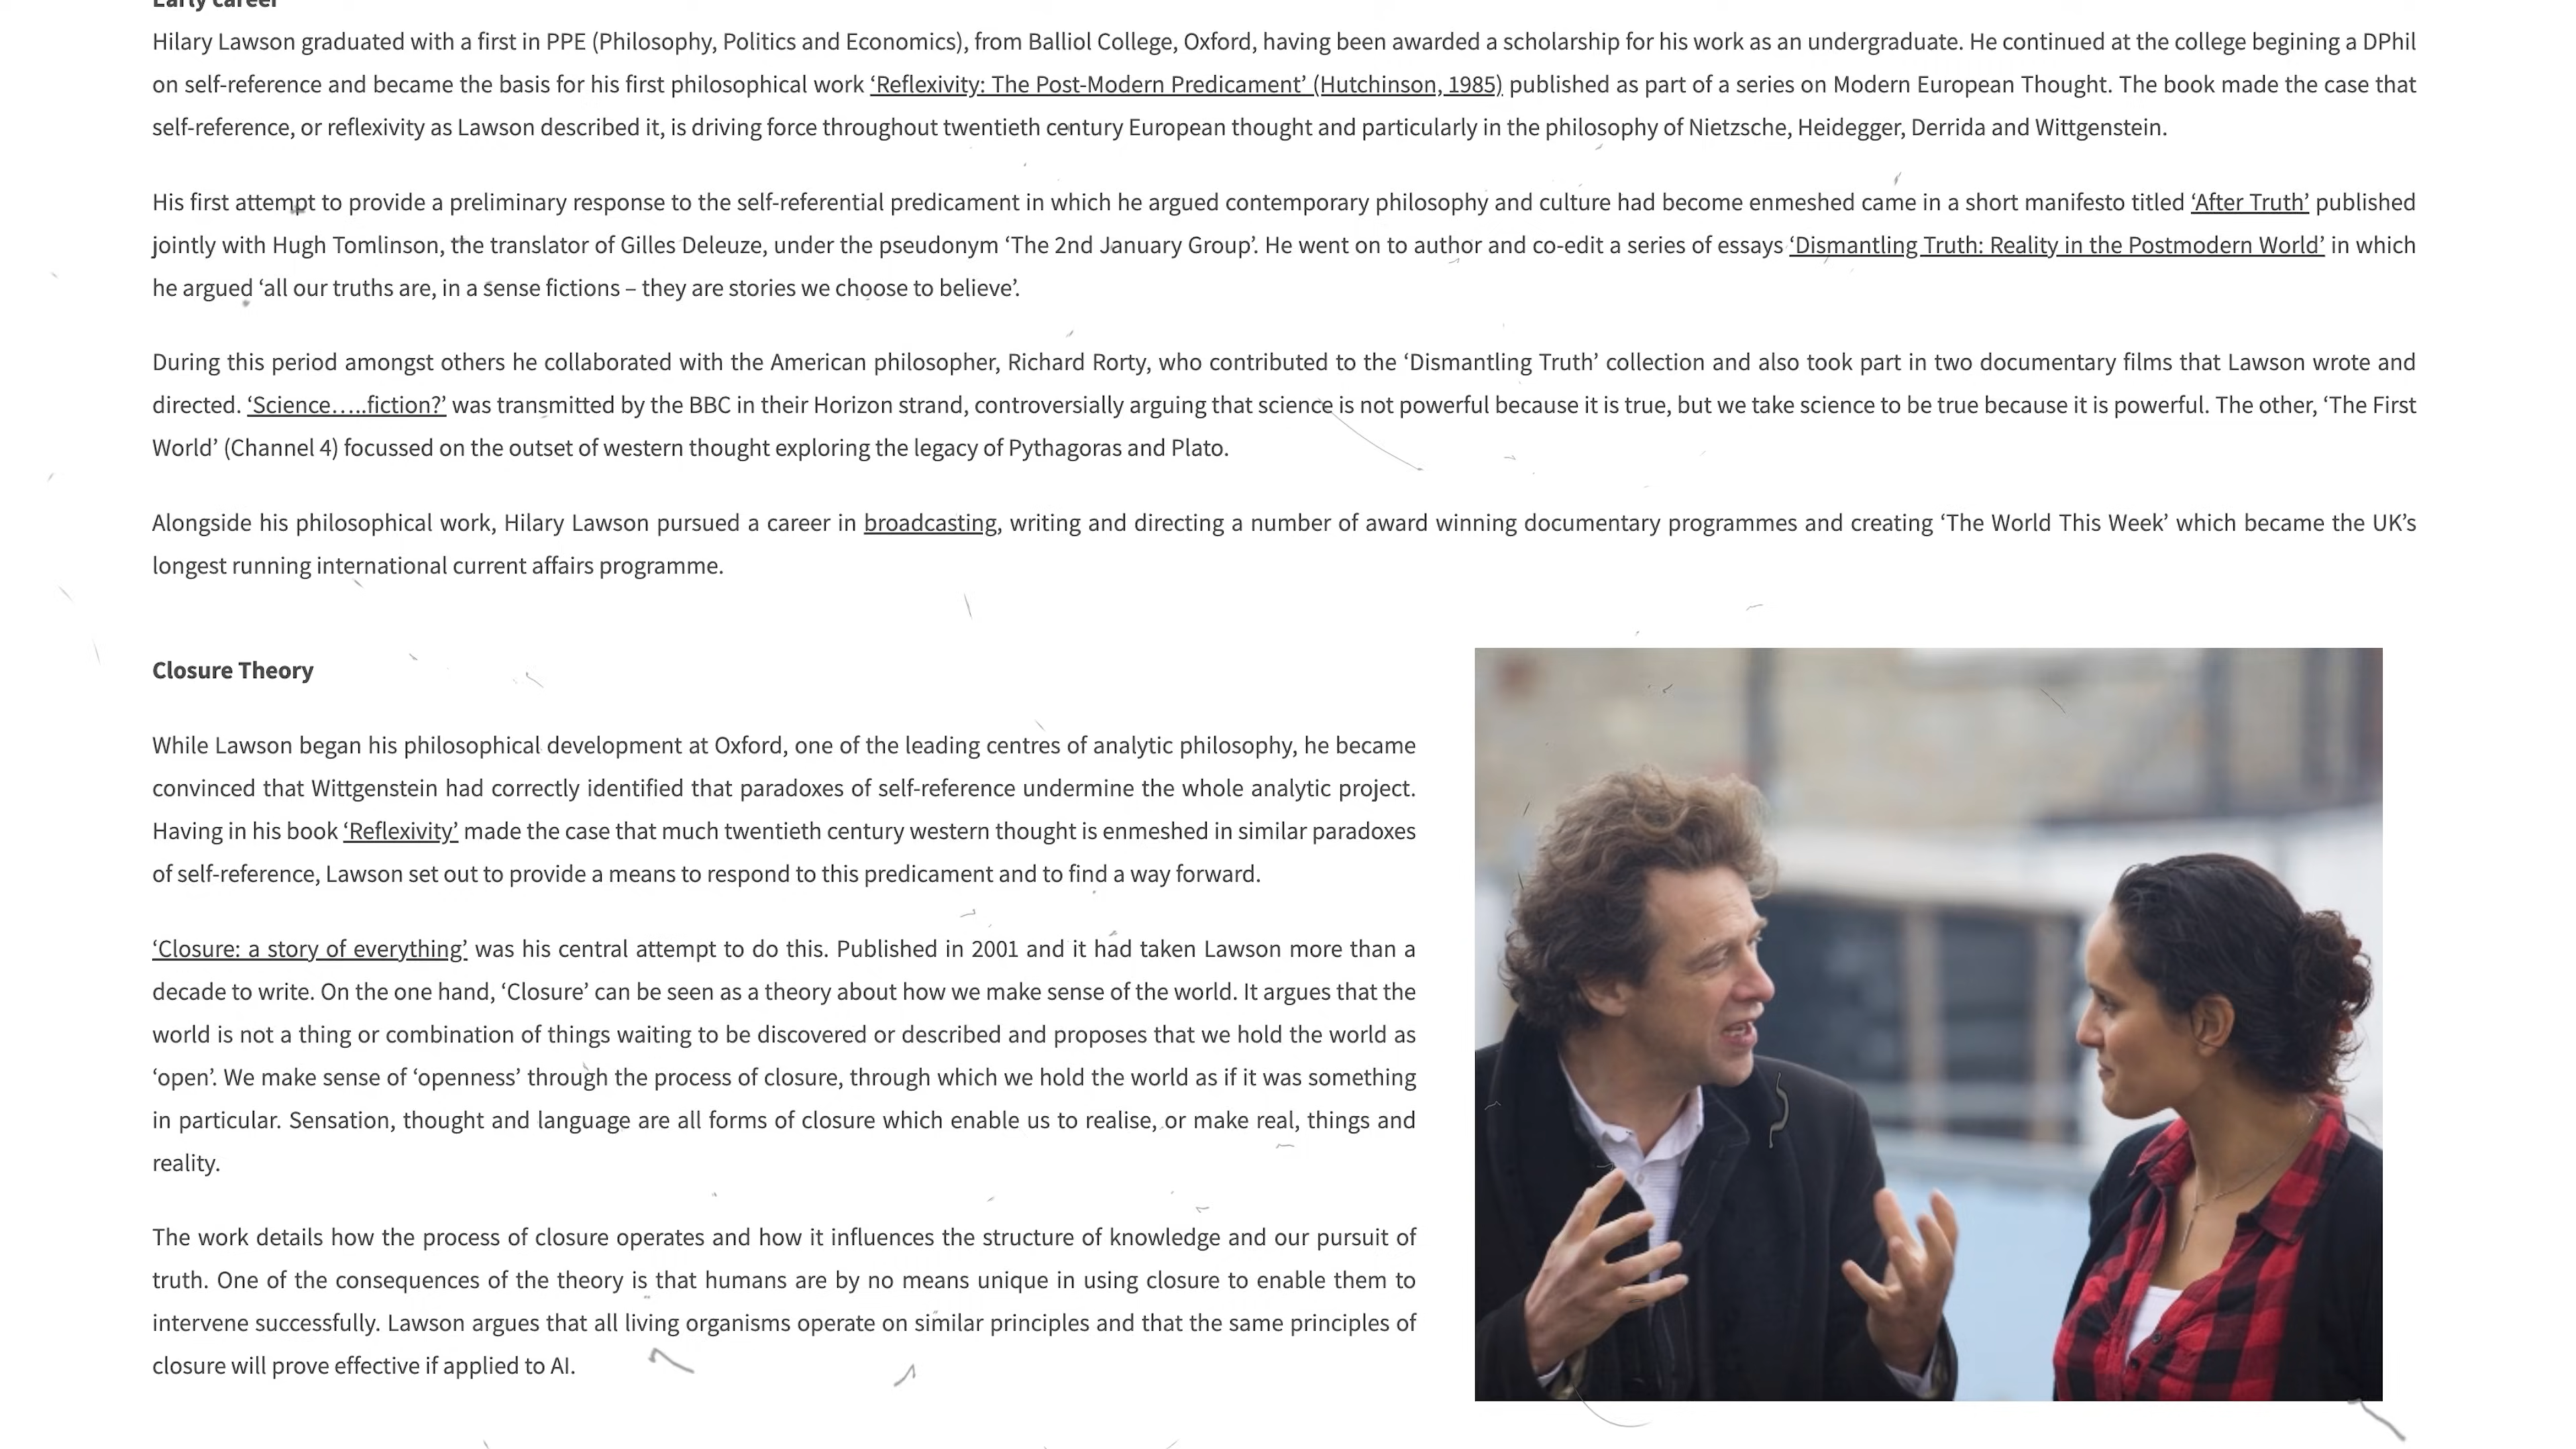 Early career
Hilary Lawson graduated with a first in PPE (Philosophy, Politics and Economics), from Balliol College, Oxford, having been awarded a scholarship for his work as an undergraduate. He continued at the college begining a DPhil
on self-reference and became the basis for his first philosophical work ‘Reflexivity: The Post-Modern Predicament’ (Hutchinson, 1985) published as part of a series on Modern European Thought. The book made the case that
self-reference, or reflexivity as Lawson described it, is driving force throughout twentieth century European thought and particularly in the philosophy of Nietzsche, Heidegger, Derrida and Wittgenstein.
His first attempt to provide a preliminary response to the self-referential predicament in which he argued contemporary philosophy and culture had become enmeshed came in a short manifesto titled ‘After Truth’ published
jointly with Hugh Tomlinson, the translator of Gilles Deleuze, under the pseudonym ‘The 2nd January Group’. He went on to author and co-edit a series of essays ‘Dismantling Truth: Reality in the Postmodern World’ in which
he argued ‘all our truths are, in a sense fictions – they are stories we choose to believe’.
During this period amongst others he collaborated with the American philosopher, Richard Rorty, who contributed to the ‘Dismantling Truth’ collection and also took part in two documentary films that Lawson wrote and
directed. ‘Science…..fiction?’ was transmitted by the BBC in their Horizon strand, controversially arguing that science is not powerful because it is true, but we take science to be true because it is powerful. The other, ‘The First
World’ (Channel 4) focussed on the outset of western thought exploring the legacy of Pythagoras and Plato.
Alongside his philosophical work, Hilary Lawson pursued a career in broadcasting, writing and directing a number of award winning documentary programmes and creating ‘The World This Week’ which became the UK’s
longest running international current affairs programme.
Closure Theory
While Lawson began his philosophical development at Oxford, one of the leading centres of analytic philosophy, he became
convinced that Wittgenstein had correctly identified that paradoxes of self-reference undermine the whole analytic project.
Having in his book ‘Reflexivity’ made the case that much twentieth century western thought is enmeshed in similar paradoxes
of self-reference, Lawson set out to provide a means to respond to this predicament and to find a way forward.
‘Closure: a story of everything’ was his central attempt to do this. Published in 2001 and it had taken Lawson more than a
decade to write. On the one hand, ‘Closure’ can be seen as a theory about how we make sense of the world. It argues that the
world is not a thing or combination of things waiting to be discovered or described and proposes that we hold the world as
‘open’. We make sense of ‘openness’ through the process of closure, through which we hold the world as if it was something
in particular. Sensation, thought and language are all forms of closure which enable us to realise, or make real, things and
reality.
The work details how the process of closure operates and how it influences the structure of knowledge and our pursuit of
truth. One of the consequences of the theory is that humans are by no means unique in using closure to enable them to
intervene successfully. Lawson argues that all living organisms operate on similar principles and that the same principles of
closure will prove effective if applied to AI.